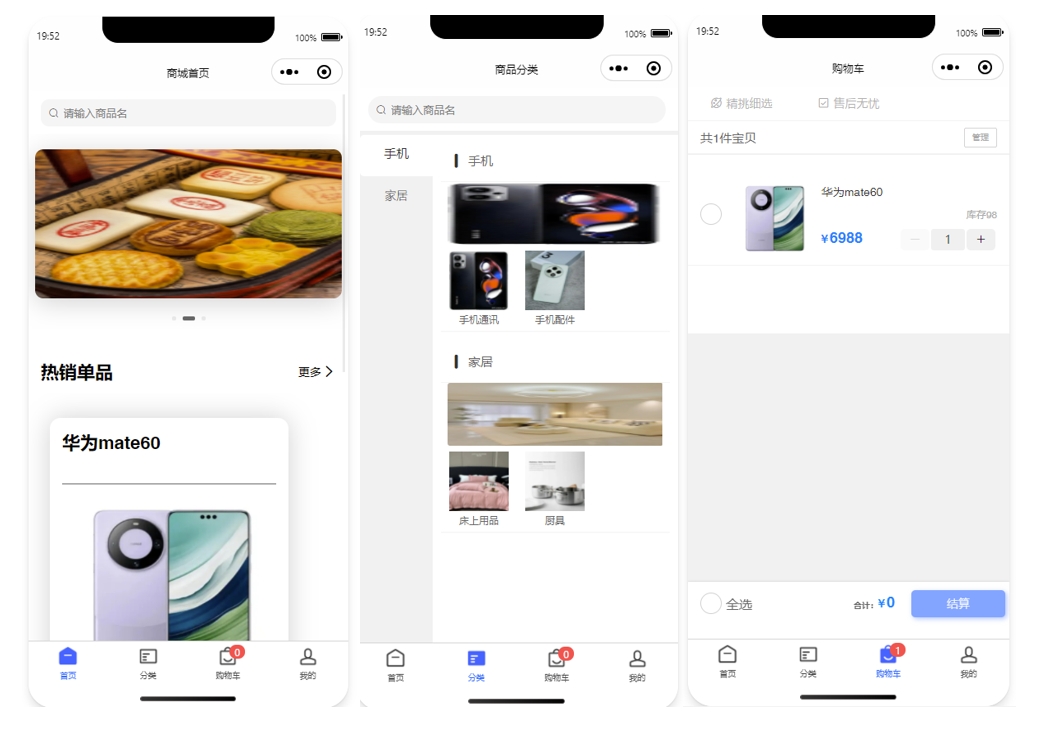 19:52
100%
商城首页
请输入商品名
热销单品
更多
华为mate60
首页
分类
0
购物车
我的
19:52
100%
商品分类
请输入商品名
手机
家居
手机
手机通讯
手机配件
家居
床上用品
厨具
首页
分类
0
购物车
我的
19:52
100%
购物车
精挑细选
售后无忧
共1件宝贝
管理
华为mate60
库存98
¥6988
1
全选
合计: ¥0
结算
首页
分类
1
购物车
我的